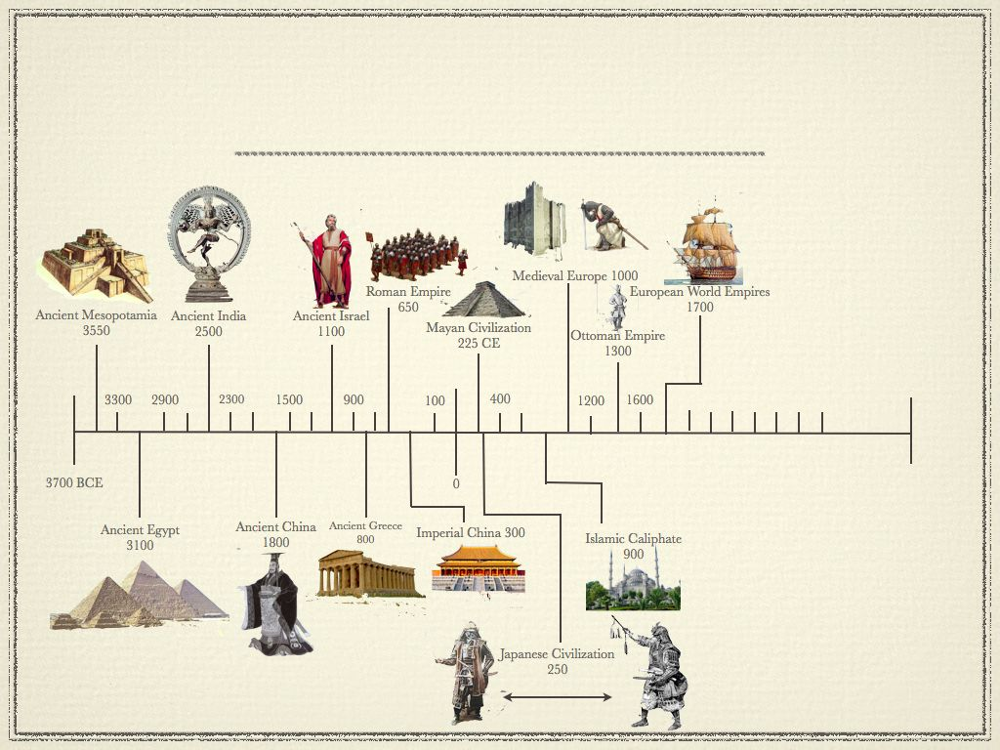 Medieval Europe 1000
Roman Empire
650
European World Empires
1700
Ancient Mesopotamia
3550
Ancient India
2500
Ancient Israel
1100
Mayan Civilization
225 CE
Ottoman Empire
1300
3300
2900
2300
1500
900
100
400
1200
1600
3700 BCE
0
Ancient Egypt
3100
Ancient China
1800
Ancient Greece
800
Imperial China 300
Islamic Caliphate
900
Japanese Civilization
250